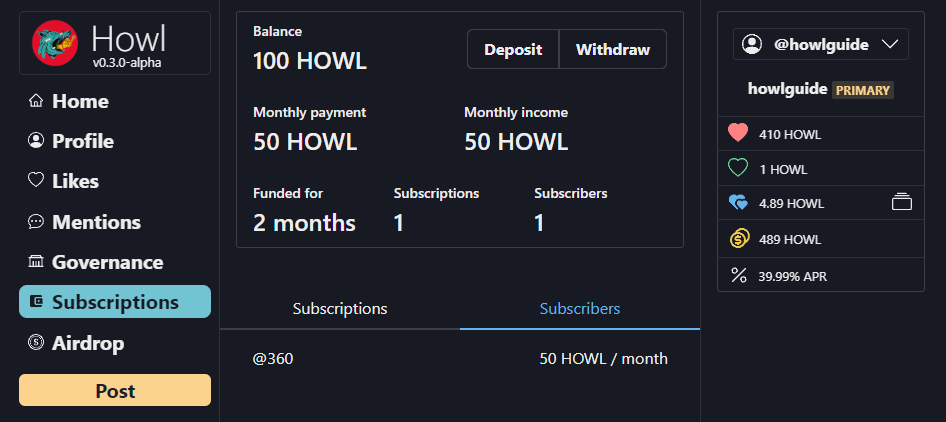 Howl
v0.3.0-alpha
Home
Profile
Likes
Mentions
Governance
Subscriptions
Airdrop
Post
Balance
100 HOWL
Deposit Withdraw
Monthly payment Monthly income
50 HOWL 50 HOWL
Funded for Subscriptions Subscribers
2 months 1 1
Subscriptions Subscribers
@360 50 HOWL / month
@howlguide
howlguide PRIMARY
410 HOWL
1 HOWL
4.89 HOWL
489 HOWL
% 39.99% APR